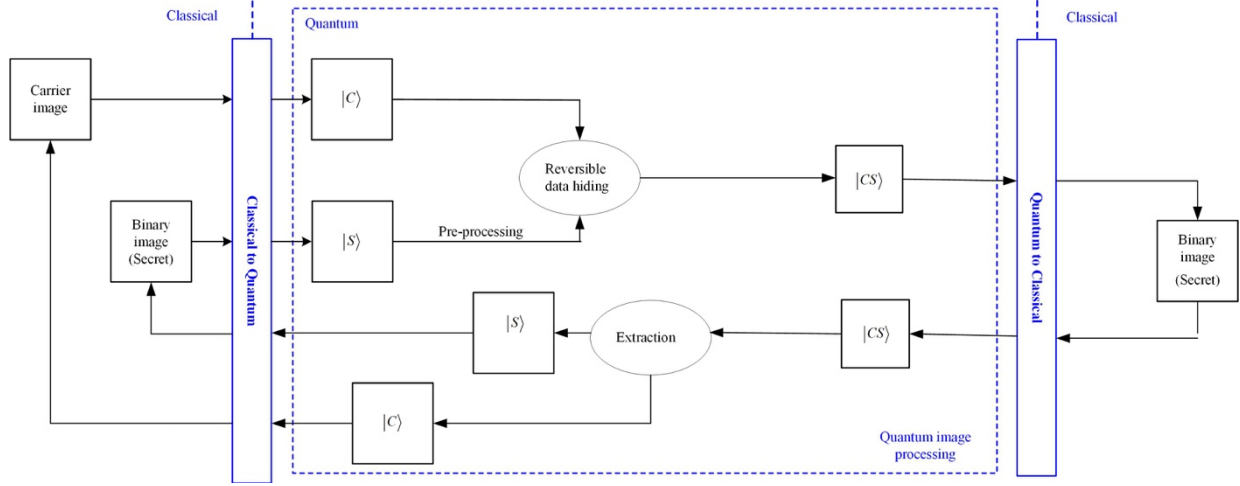 Classical
Quantum
Classical
Carrier
image
|C⟩
Reversible
data hiding
|CS⟩
Binary
image
(Secret)
Classical to Quantum
|S⟩
Pre-processing
Quantum to Classical
Binary
image
(Secret)
|S⟩
Extraction
|CS⟩
|C⟩
Quantum image
processing